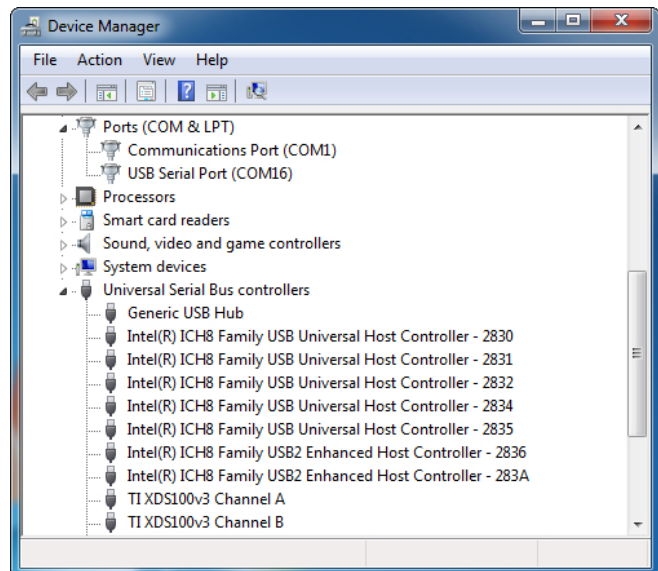 Device Manager
File Action View Help
Ports (COM & LPT)
Communications Port (COM1)
USB Serial Port (COM16)
Processors
Smart card readers
Sound, video and game controllers
System devices
Universal Serial Bus controllers
Generic USB Hub
Intel(R) ICH8 Family USB Universal Host Controller - 2830
Intel(R) ICH8 Family USB Universal Host Controller - 2831
Intel(R) ICH8 Family USB Universal Host Controller - 2832
Intel(R) ICH8 Family USB Universal Host Controller - 2834
Intel(R) ICH8 Family USB Universal Host Controller - 2835
Intel(R) ICH8 Family USB2 Enhanced Host Controller - 2836
Intel(R) ICH8 Family USB2 Enhanced Host Controller - 283A
TI XDS100v3 Channel A
TI XDS100v3 Channel B